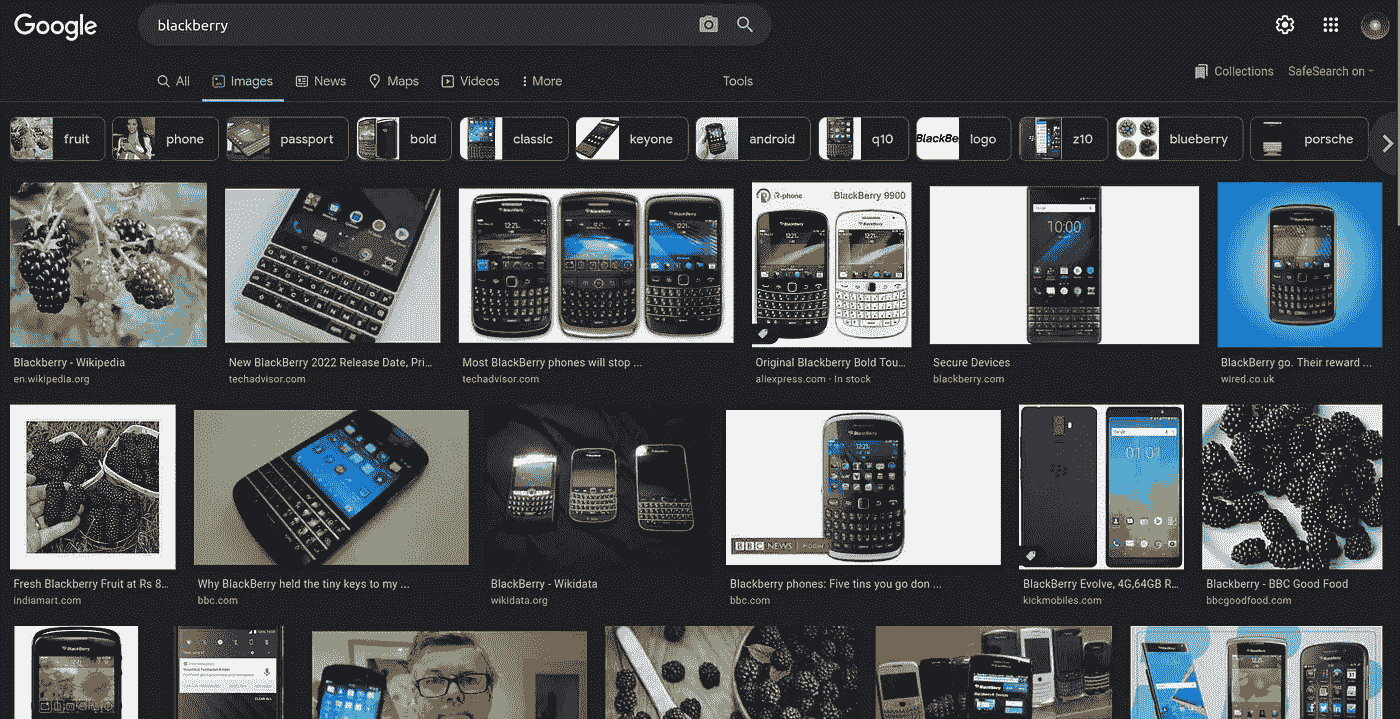 Google
blackberry
All Images News Maps Videos More Tools
Collections SafeSearch on
fruit phone passport bold classic keyone android q10 logo z10 blueberry porsche
BlackBerry 9900
Blackberry - Wikipedia
en.wikipedia.org
New BlackBerry 2022 Release Date, Pri...
techadvisor.com
Most BlackBerry phones will stop ...
techadvisor.com
Original Blackberry Bold Tou...
aliexpress.com · In stock
Secure Devices
blackberry.com
BlackBerry go. Their reward ...
wired.co.uk
BBC NEWS
Fresh Blackberry Fruit at Rs 8...
indiamart.com
Why BlackBerry held the tiny keys to my ...
bbc.com
BlackBerry - Wikidata
wikidata.org
Blackberry phones: Five tins you go don ...
bbc.com
BlackBerry Evolve, 4G,64GB R...
kickmobiles.com
Blackberry - BBC Good Food
bbcgoodfood.com